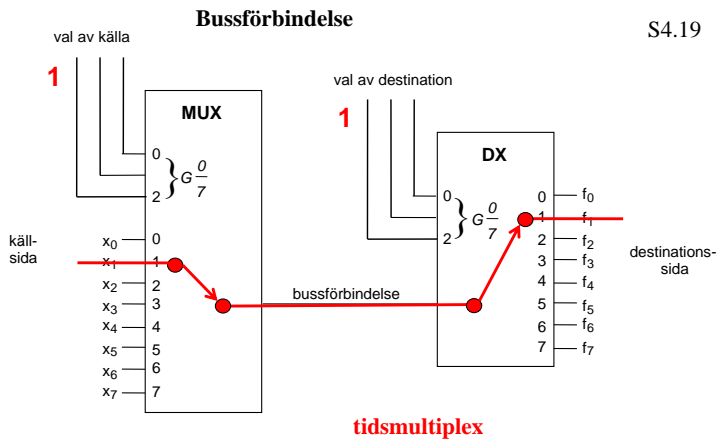 Bussförbindelse
S4.19
val av källa
1
MUX
0
2
} G 0/7
käll-
sida
x0 0
x1 1
x2 2
x3 3
x4 4
x5 5
x6 6
x7 7
bussförbindelse
val av destination
1
DX
0
2
} G 0/7
0 f0
1 f1
2 f2
3 f3
4 f4
5 f5
6 f6
7 f7
destinations-
sida
tidsmultiplex